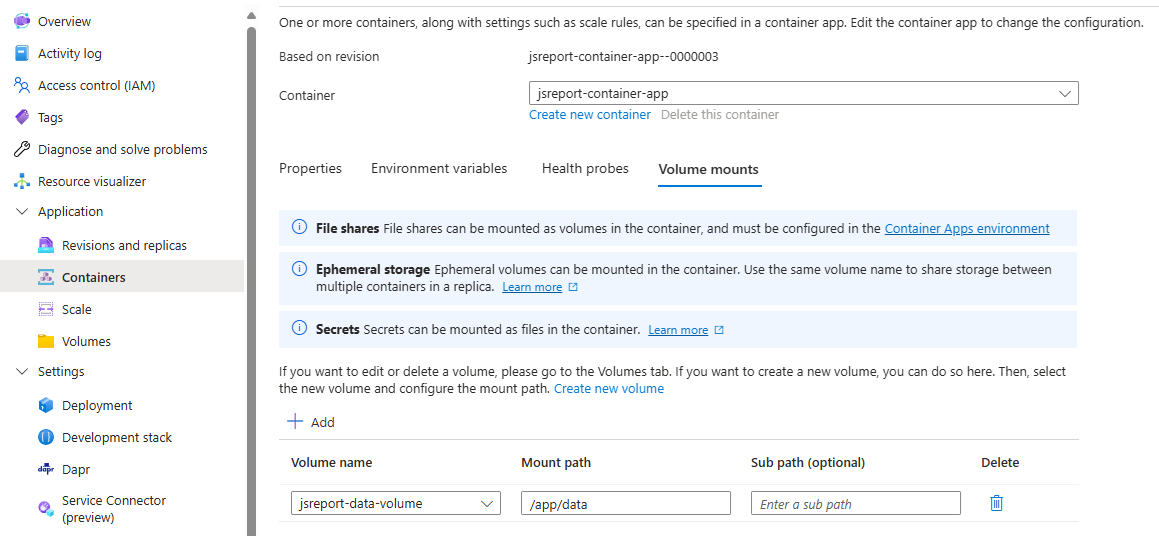 Overview
Activity log
Access control (IAM)
Tags
Diagnose and solve problems
Resource visualizer
Application
Revisions and replicas
Containers
Scale
Volumes
Settings
Deployment
Development stack
dapr Dapr
Service Connector
(preview)
One or more containers, along with settings such as scale rules, can be specified in a container app. Edit the container app to change the configuration.
Based on revision jsreport-container-app--0000003
Container jsreport-container-app
Create new container Delete this container
Properties Environment variables Health probes Volume mounts
File shares File shares can be mounted as volumes in the container, and must be configured in the Container Apps environment
Ephemeral storage Ephemeral volumes can be mounted in the container. Use the same volume name to share storage between
multiple containers in a replica. Learn more
Secrets Secrets can be mounted as files in the container. Learn more
If you want to edit or delete a volume, please go to the Volumes tab. If you want to create a new volume, you can do so here. Then, select
the new volume and configure the mount path. Create new volume
Add
Volume name Mount path Sub path (optional) Delete
jsreport-data-volume /app/data Enter a sub path